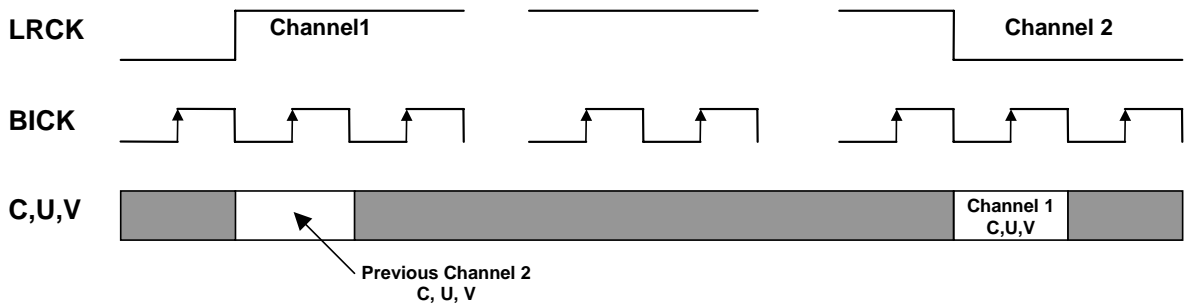 LRCK
Channel1
Channel 2
BICK
C,U,V
Channel 1
C,U,V
Previous Channel 2
C, U, V